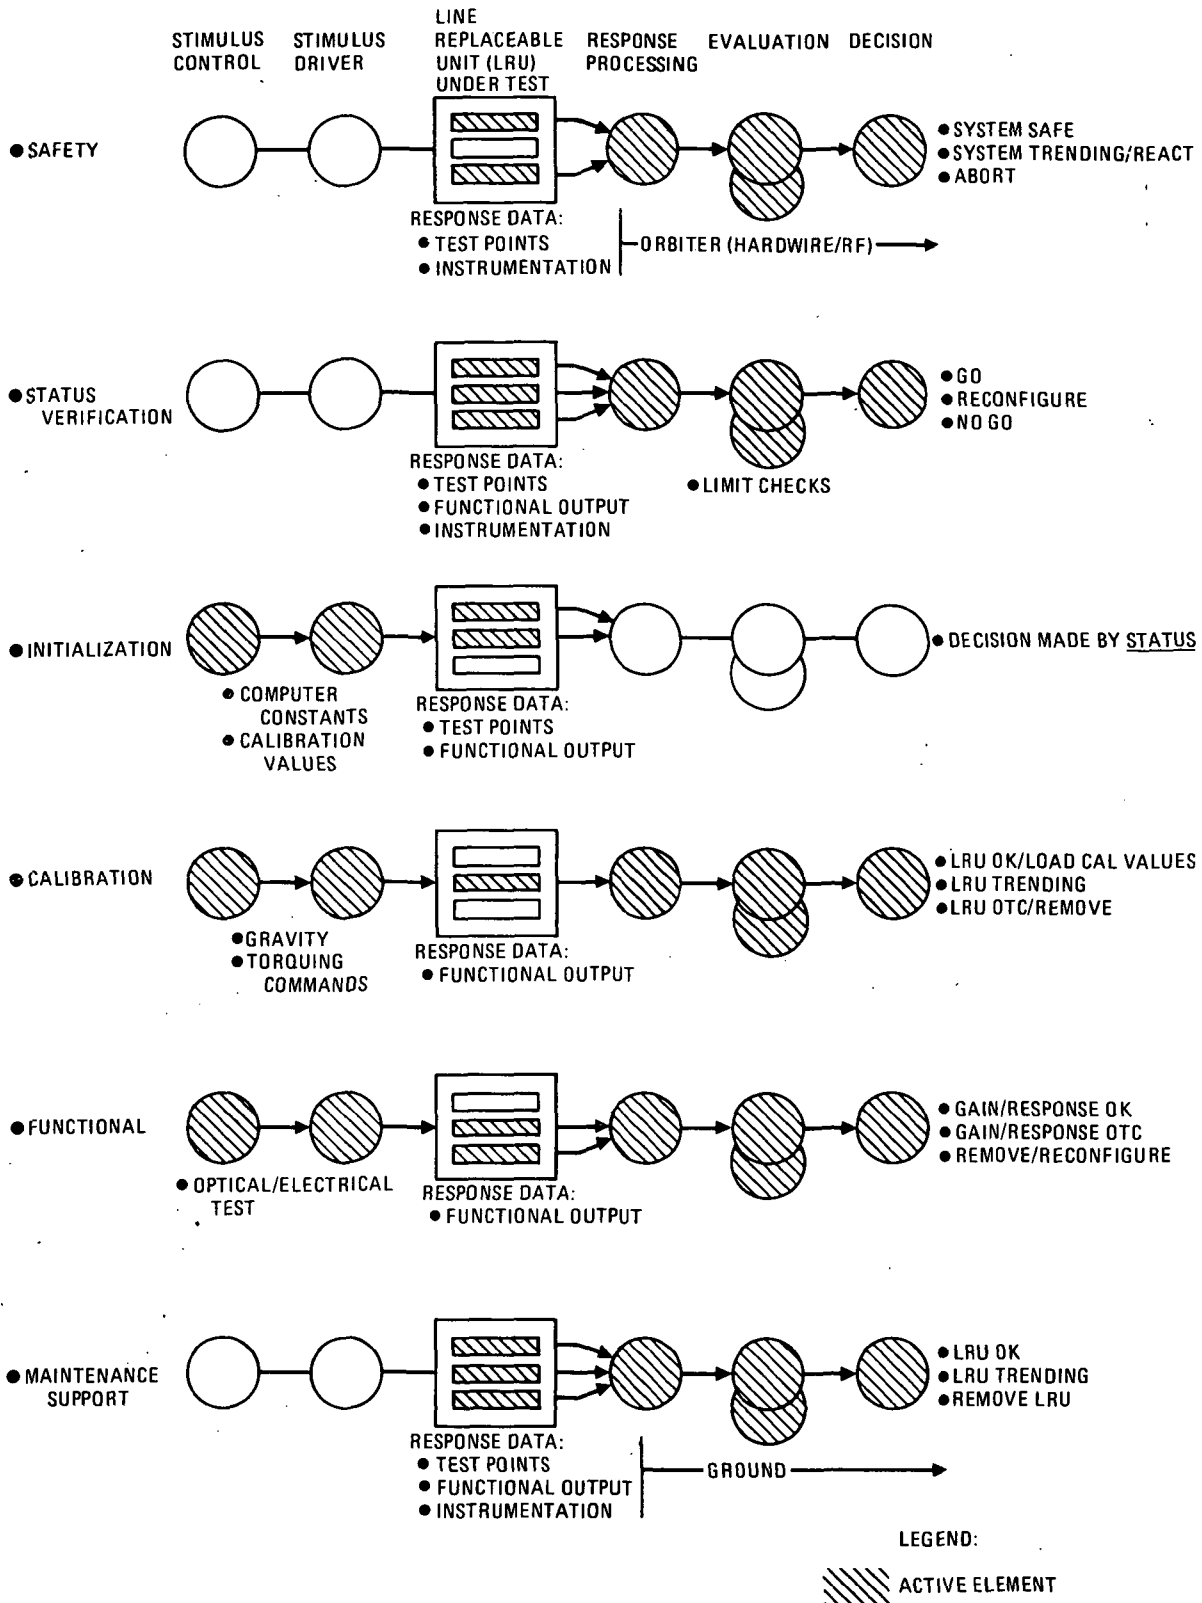 STIMULUS CONTROL
STIMULUS DRIVER
LINE REPLACEABLE UNIT (LRU) UNDER TEST
RESPONSE PROCESSING
EVALUATION
DECISION
● SAFETY
RESPONSE DATA:
● TEST POINTS
● INSTRUMENTATION
ORBITER (HARDWIRE/RF)
● SYSTEM SAFE
● SYSTEM TRENDING/REACT
● ABORT
● STATUS
VERIFICATION
RESPONSE DATA:
● TEST POINTS
● FUNCTIONAL OUTPUT
● INSTRUMENTATION
● LIMIT CHECKS
● GO
● RECONFIGURE
● NO GO
● INITIALIZATION
● COMPUTER
CONSTANTS
● CALIBRATION
VALUES
RESPONSE DATA:
● TEST POINTS
● FUNCTIONAL OUTPUT
● DECISION MADE BY STATUS
● CALIBRATION
● GRAVITY
● TORQUING
COMMANDS
RESPONSE DATA:
● FUNCTIONAL OUTPUT
● LRU OK/LOAD CAL VALUES
● LRU TRENDING
● LRU OTC/REMOVE
● FUNCTIONAL
● OPTICAL/ELECTRICAL
TEST
RESPONSE DATA:
● FUNCTIONAL OUTPUT
● GAIN/RESPONSE OK
● GAIN/RESPONSE OTC
● REMOVE/RECONFIGURE
● MAINTENANCE
SUPPORT
RESPONSE DATA:
● TEST POINTS
● FUNCTIONAL OUTPUT
● INSTRUMENTATION
GROUND
● LRU OK
● LRU TRENDING
● REMOVE LRU
LEGEND:
ACTIVE ELEMENT